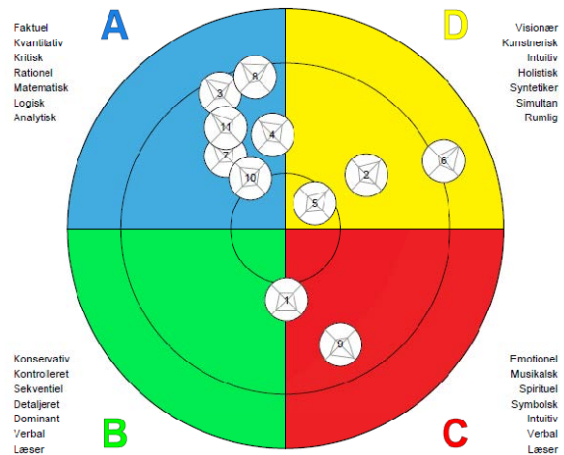 A
Faktuel
Kvantitativ
Kritisk
Rationel
Matematisk
Logisk
Analytisk
D
Visionær
Kunstnerisk
Intuitiv
Holistisk
Syntetiker
Simultan
Rumlig
8
3
11
4
7
10
2
6
5
1
9
Konservativ
Kontrolleret
Sekventiel
Detaljeret
Dominant
Verbal
Læser
B
Emotionel
Musikalsk
Spirituel
Symbolsk
Intuitiv
Verbal
Læser
C